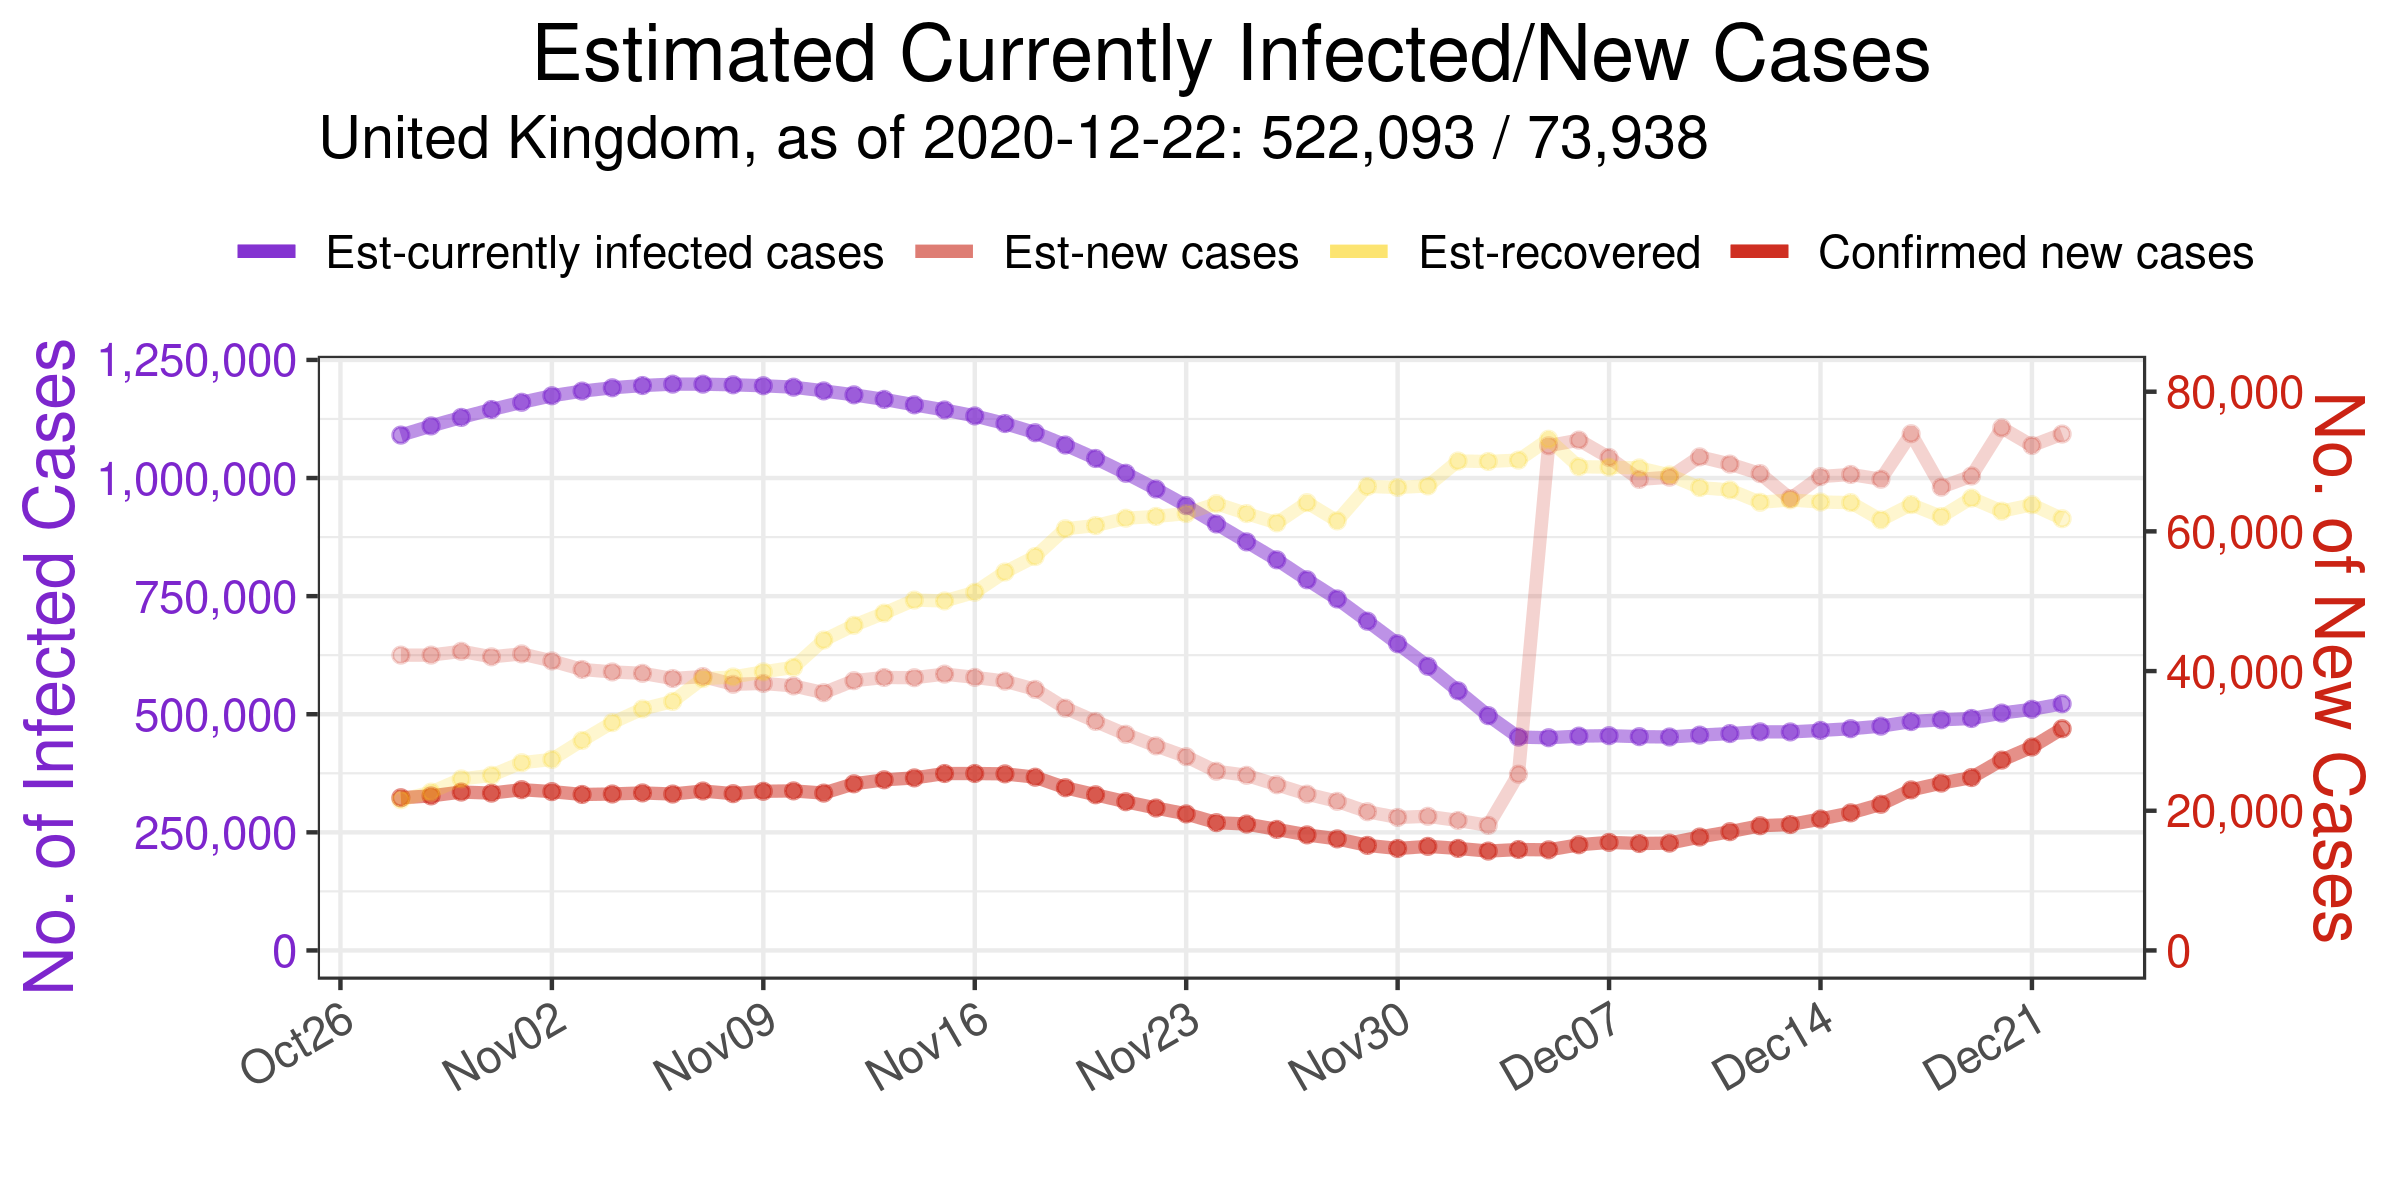 Estimated Currently Infected/New Cases
United Kingdom, as of 2020-12-22: 522,093 / 73,938
Est-currently infected cases Est-new cases Est-recovered Confirmed new cases
No. of Infected Cases
1,250,000
1,000,000
750,000
500,000
250,000
0
80,000
60,000
40,000
20,000
0
No. of New Cases
Oct26 Nov02 Nov09 Nov16 Nov23 Nov30 Dec07 Dec14 Dec21